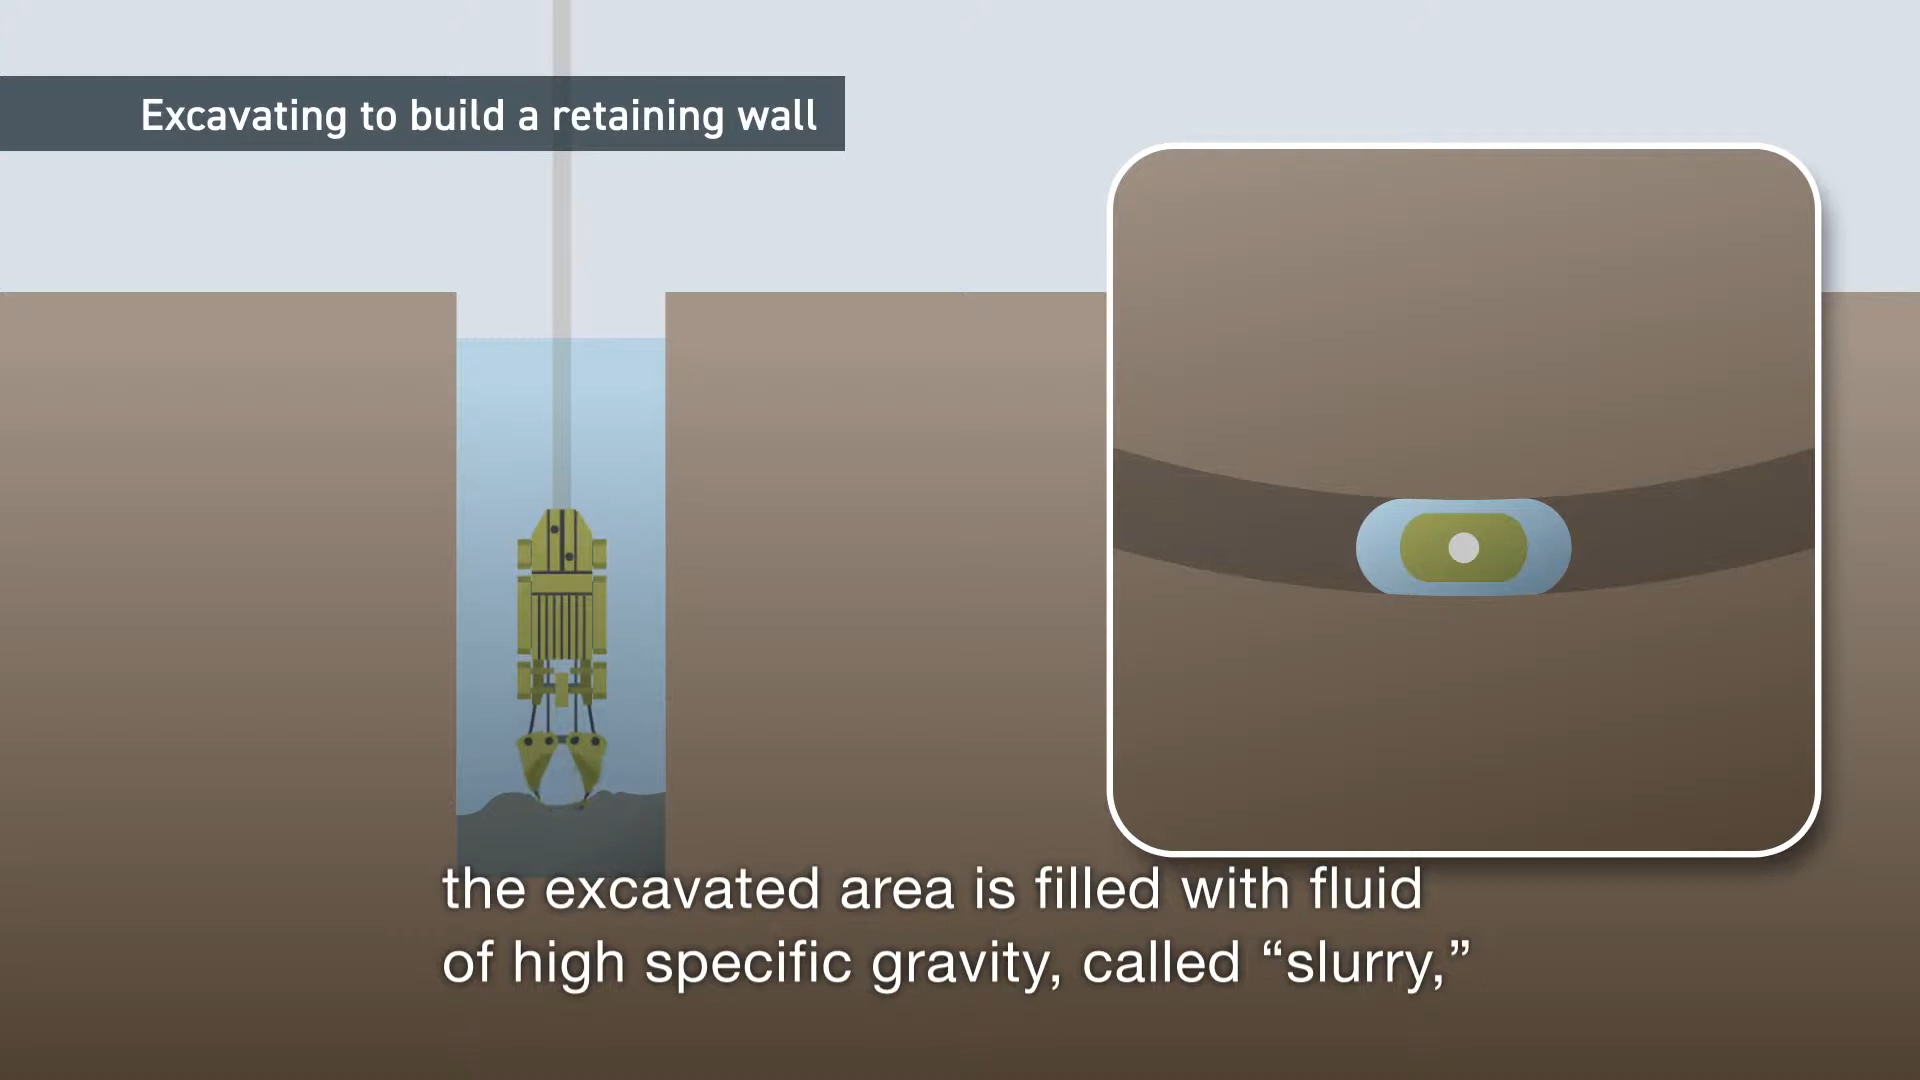 Excavating to build a retaining wall
the excavated area is filled with fluid
of high specific gravity, called “slurry,”